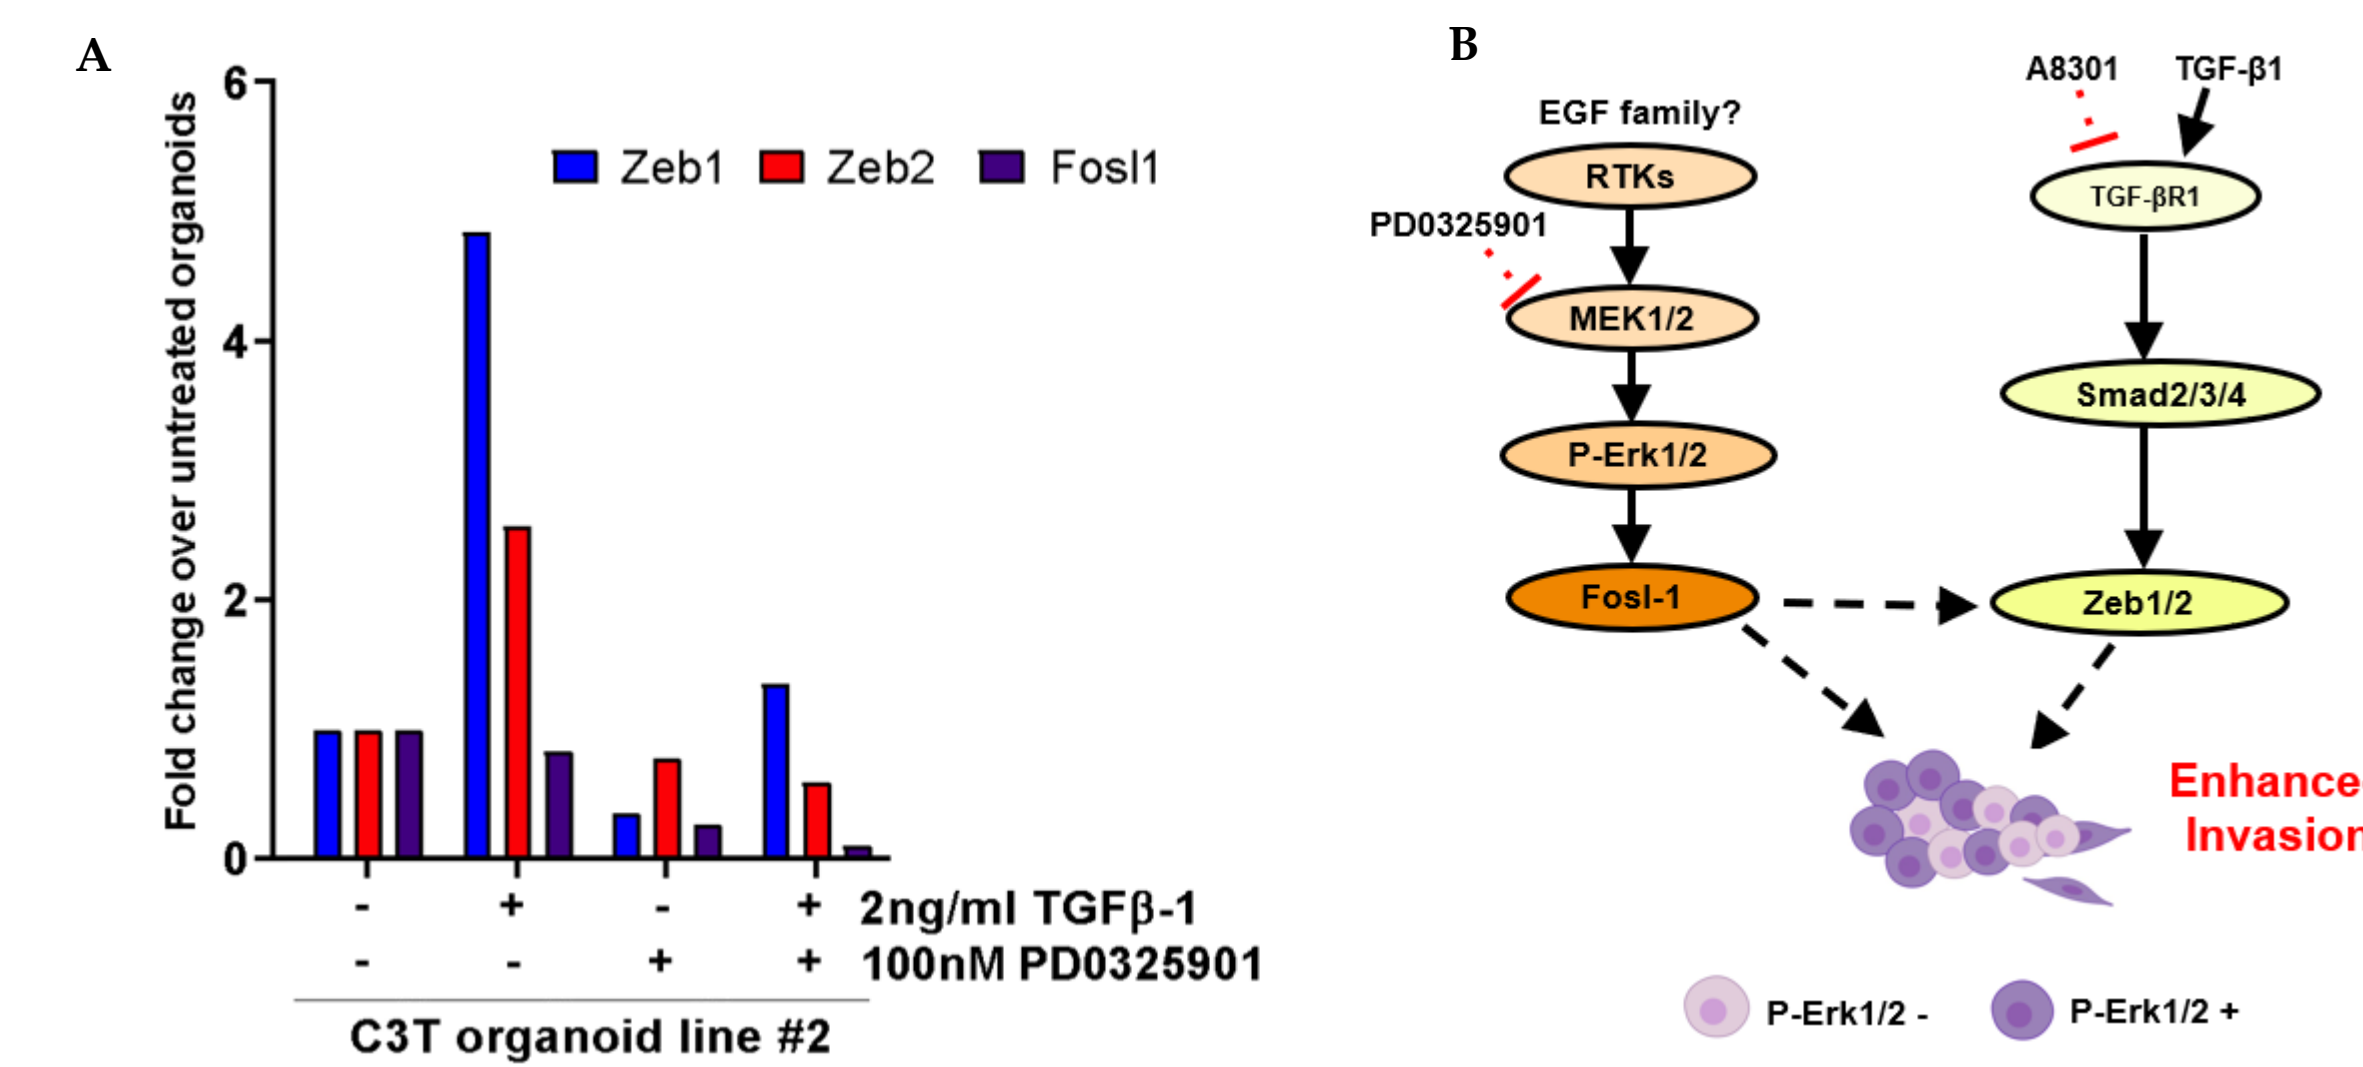 A
Fold change over untreated organoids
6
4
2
0
Zeb1 Zeb2 Fosl1
- + - + 2ng/ml TGFβ-1
- - + + 100nM PD0325901
C3T organoid line #2
B
EGF family?
RTKs
PD0325901
MEK1/2
P-Erk1/2
Fosl-1
A8301 TGF-β1
TGF-βR1
Smad2/3/4
Zeb1/2
Enhance
Invasion
P-Erk1/2 - P-Erk1/2 +